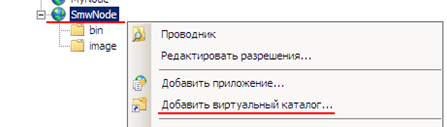 MyNode
SmwNode
bin
image
Проводник
Редактировать разрешения...
Добавить приложение...
Добавить виртуальный каталог...